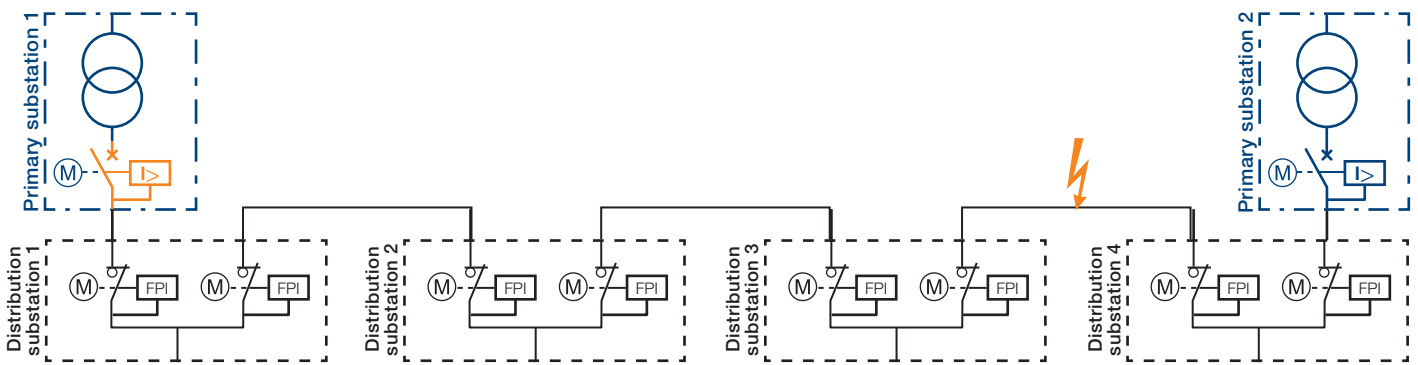 Primary substation 1
M
I>
Primary substation 2
M
I>
Distribution
substation 1
M
FPI
M
FPI
Distribution
substation 2
M
FPI
M
FPI
Distribution
substation 3
M
FPI
M
FPI
Distribution
substation 4
M
FPI
M
FPI